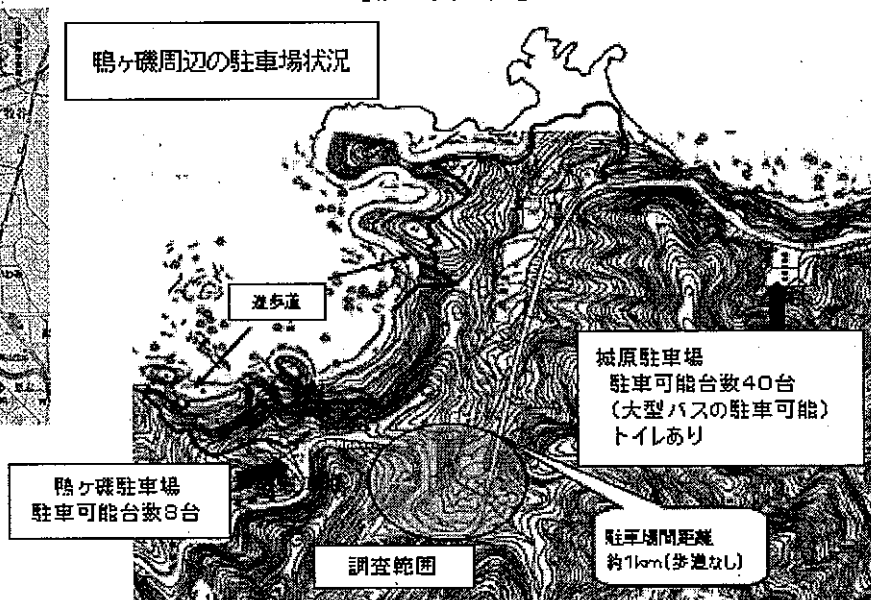 鴨ヶ磯周辺の駐車場状況
遊歩道
城原駐車場
駐車可能台数40台
(大型バスの駐車可能)
トイレあり
鴨ヶ磯駐車場
駐車可能台数8台
駐車場間距離
約1km(歩道なし)
調査範囲